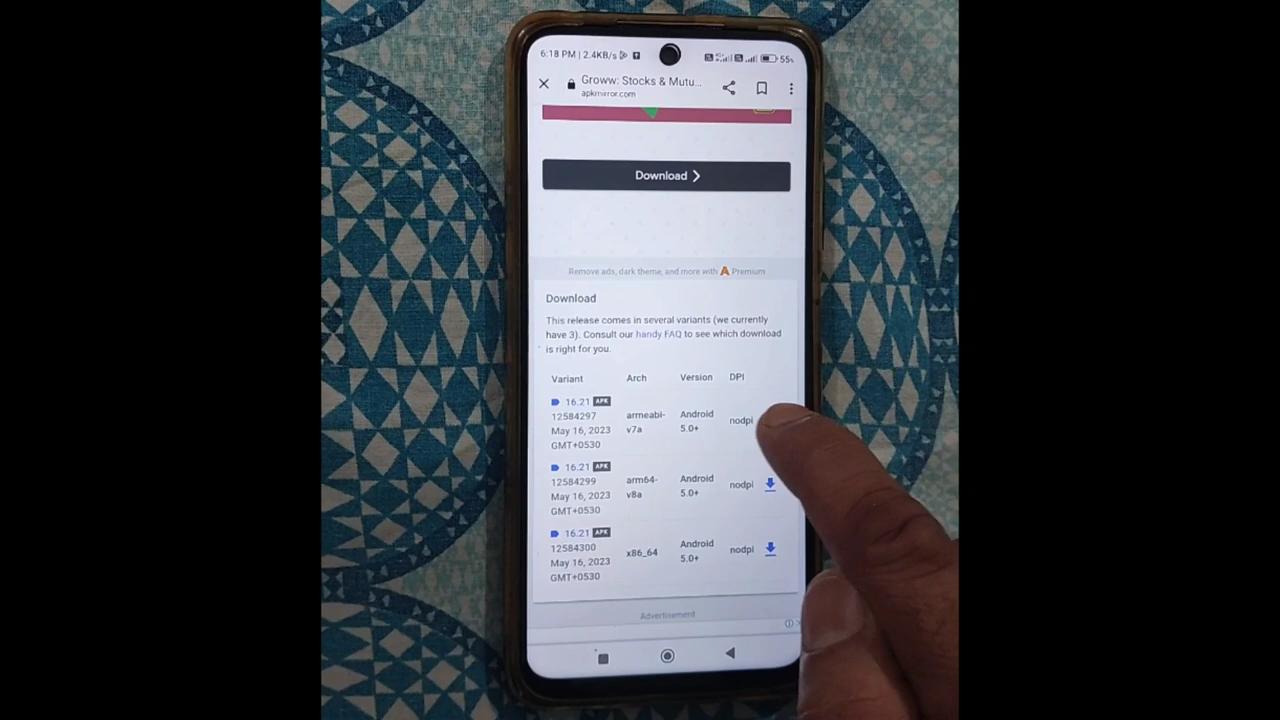 6:18 PM | 2.4KB/s
55%
Groww: Stocks & Mutu...
apkmirror.com
Download
Remove ads, dark theme, and more with A Premium
Download
This release comes in several variants (we currently
have 3). Consult our handy FAQ to see which download
is right for you.
Variant Arch Version DPI
16.21 APK
12584297
May 16, 2023
GMT+0530
armeabi-
v7a
Android
5.0+
nodpi
16.21 APK
12584299
May 16, 2023
GMT+0530
arm64-
v8a
Android
5.0+
nodpi
16.21 APK
12584300
May 16, 2023
GMT+0530
x86_64
Android
5.0+
nodpi
Advertisement